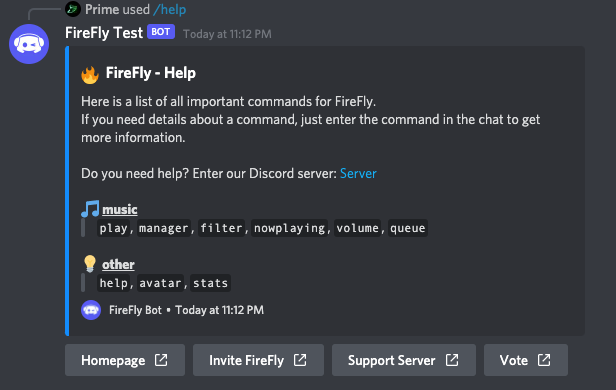 Prime used /help
FireFly Test BOT Today at 11:12 PM
🔥 FireFly - Help
Here is a list of all important commands for FireFly.
If you need details about a command, just enter the command in the chat to get
more information.
Do you need help? Enter our Discord server: Server
🎵 music
play, manager, filter, nowplaying, volume, queue
💡 other
help, avatar, stats
FireFly Bot • Today at 11:12 PM
Homepage Invite FireFly Support Server Vote